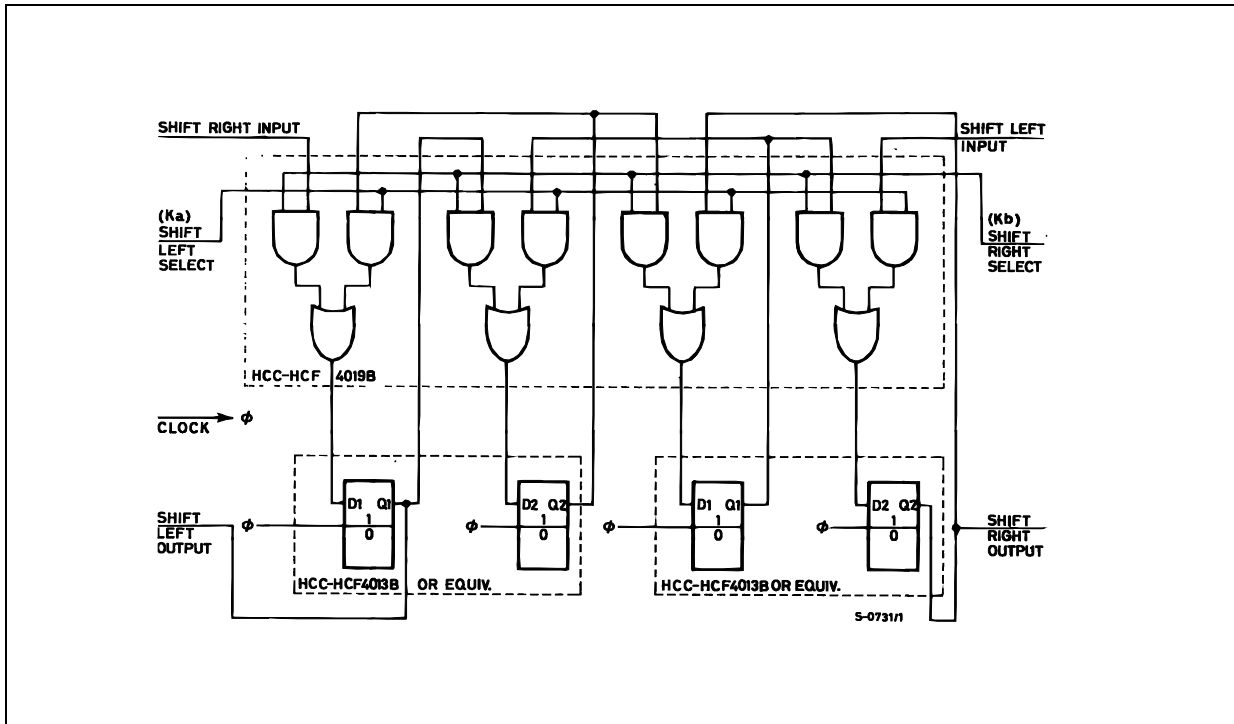 SHIFT RIGHT INPUT
SHIFT LEFT
INPUT
(Ka)
SHIFT
LEFT
SELECT
(Kb)
SHIFT
RIGHT
SELECT
HCC-HCF 4019B
CLOCK ϕ
D1 Q1
1
0
D2 Q2
1
0
D1 Q1
1
0
D2 Q2
1
0
ϕ
ϕ
ϕ
ϕ
SHIFT
LEFT
OUTPUT
SHIFT
RIGHT
OUTPUT
HCC-HCF4013B OR EQUIV.
HCC-HCF4013B OR EQUIV.
S-0731/1